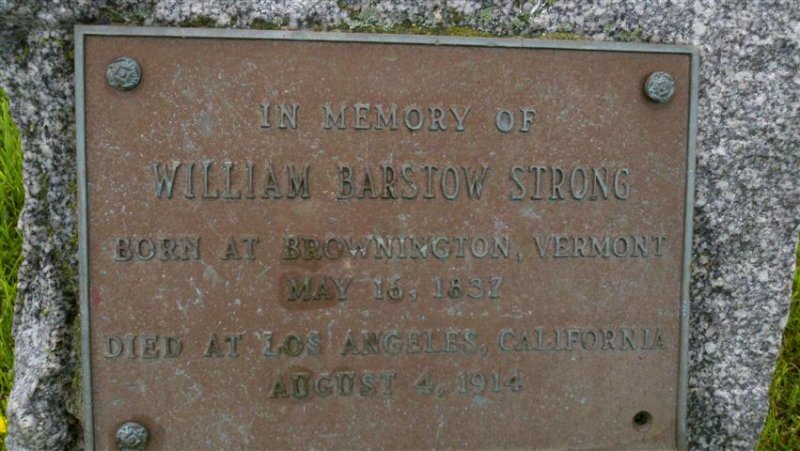 IN MEMORY OF
WILLIAM BARSTOW STRONG
BORN AT BROWNINGTON, VERMONT
MAY 16, 1837
DIED AT LOS ANGELES, CALIFORNIA
AUGUST 4, 1914